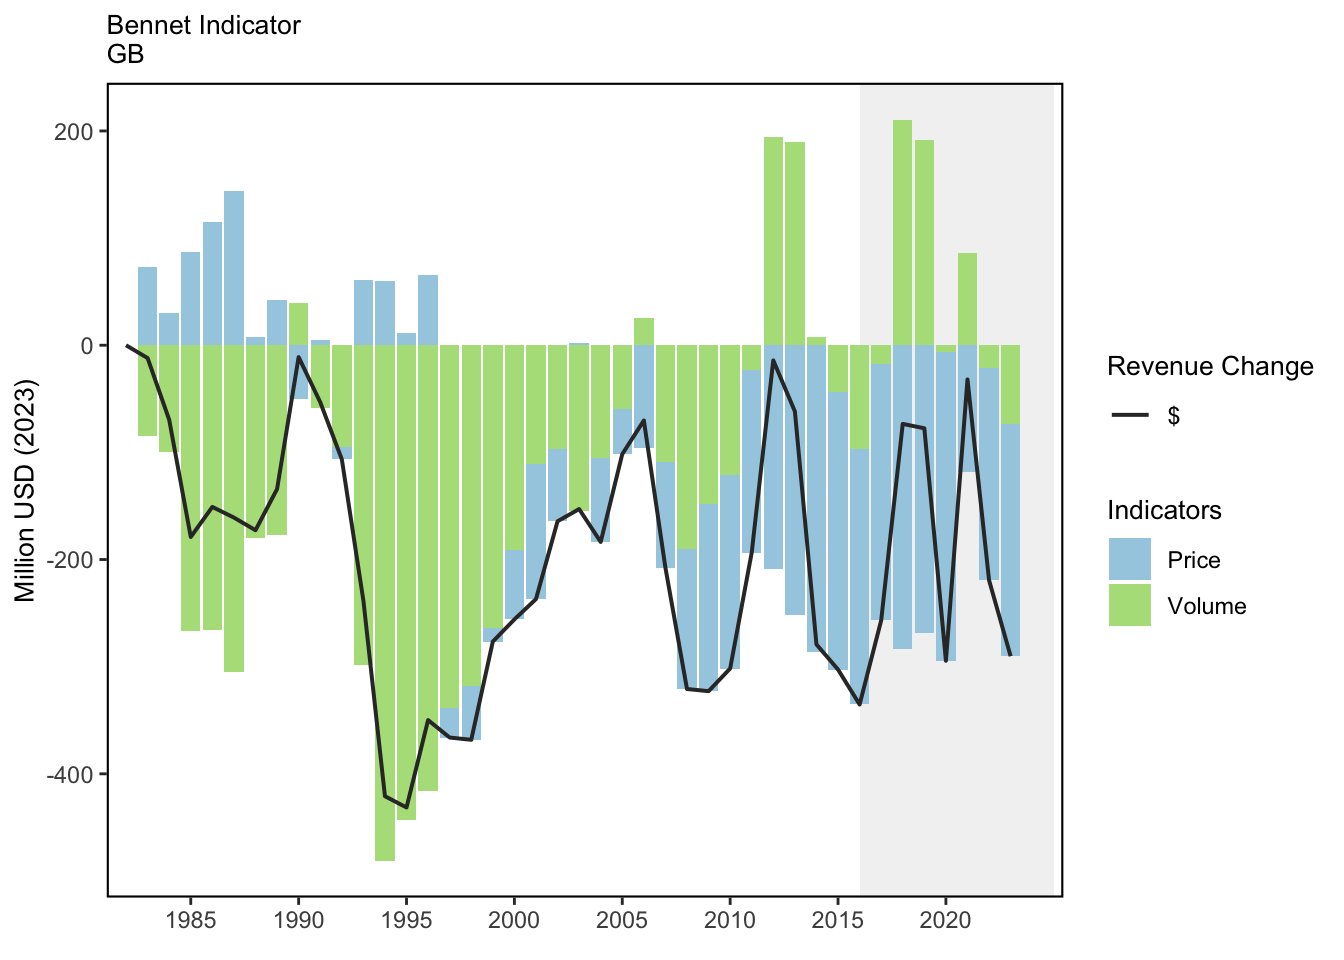 Bennet Indicator
GB
Million USD (2023)
200
0
-200
-400
1985
1990
1995
2000
2005
2010
2015
2020
Revenue Change
$
Indicators
Price
Volume